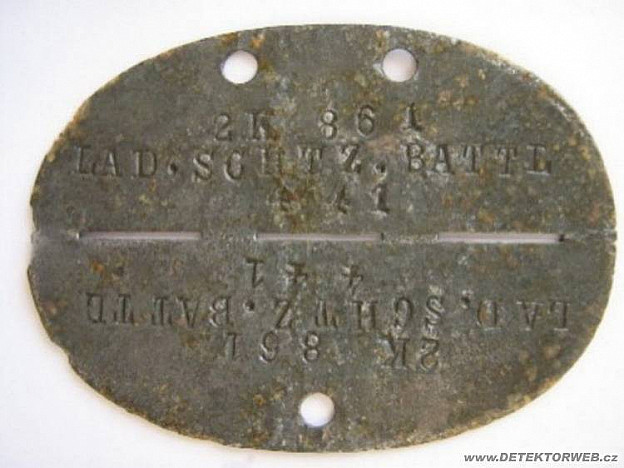 2K 861
LAD.SCHTZ.BATTL
441
441
LAD.SCHTZ.BATTL
2K 861
www.DETEKTORWEB.cz